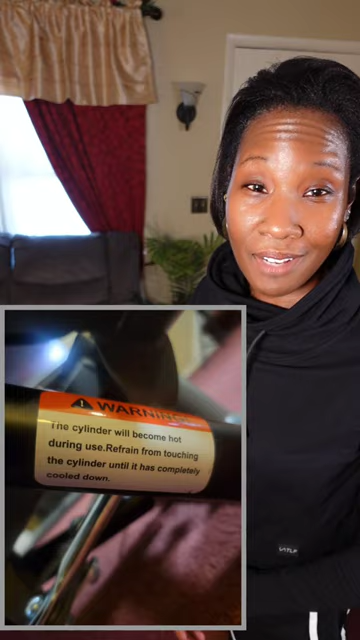 WARNING
The cylinder will become hot
during use.Refrain from touching
the cylinder until it has completely
cooled down.